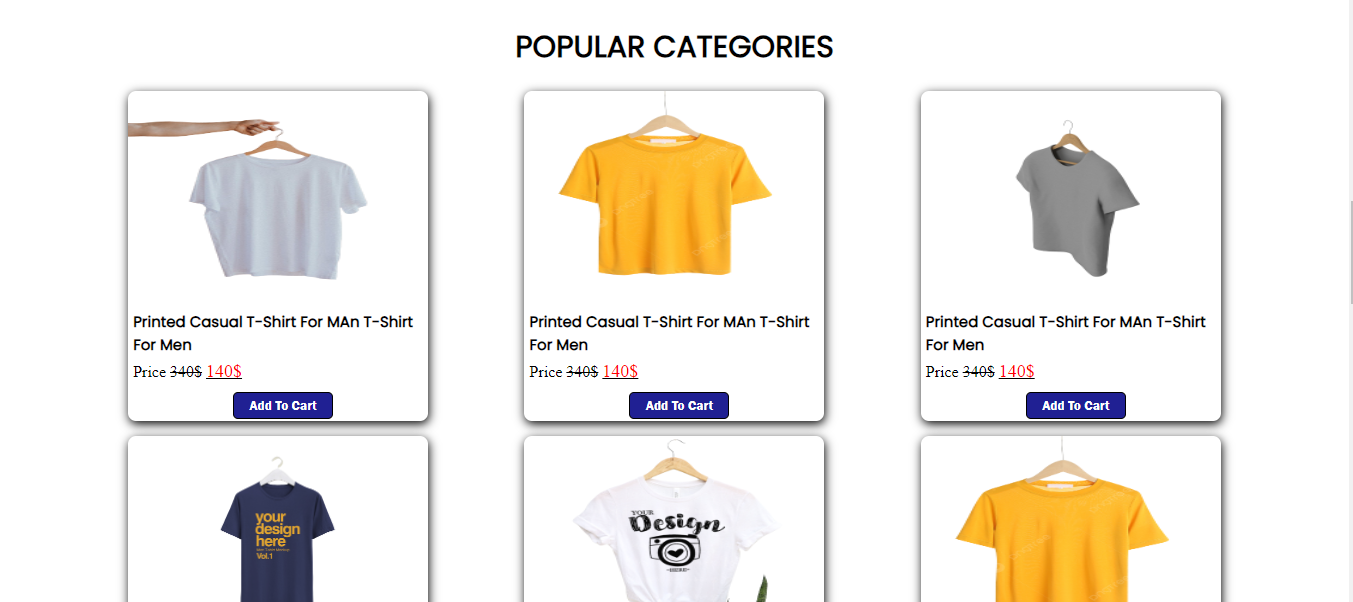 POPULAR CATEGORIES
Printed Casual T-Shirt For MAn T-Shirt
For Men
Price 340$ 140$
Add To Cart
Printed Casual T-Shirt For MAn T-Shirt
For Men
Price 340$ 140$
Add To Cart
Printed Casual T-Shirt For MAn T-Shirt
For Men
Price 340$ 140$
Add To Cart
your
design
here
Vol.1
YOUR
Design